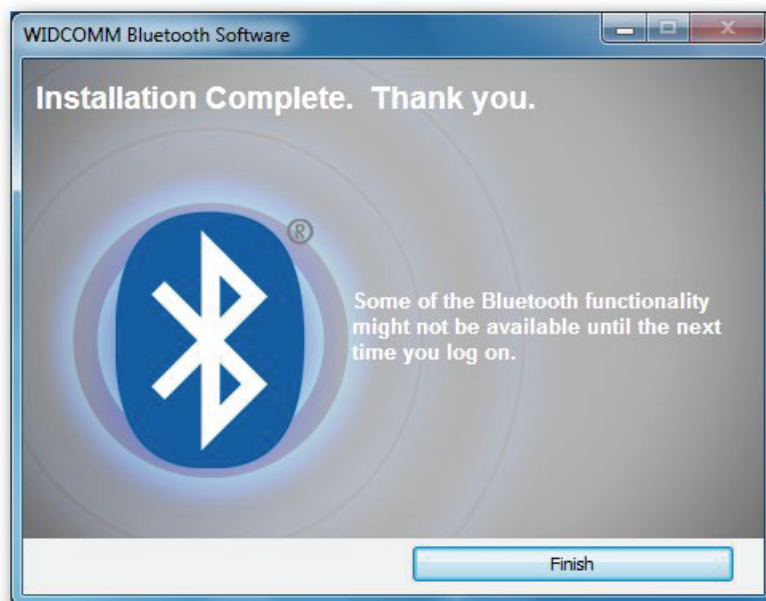 WIDCOMM Bluetooth Software
Installation Complete.  Thank you.
®
Some of the Bluetooth functionality
might not be available until the next
time you log on.
Finish